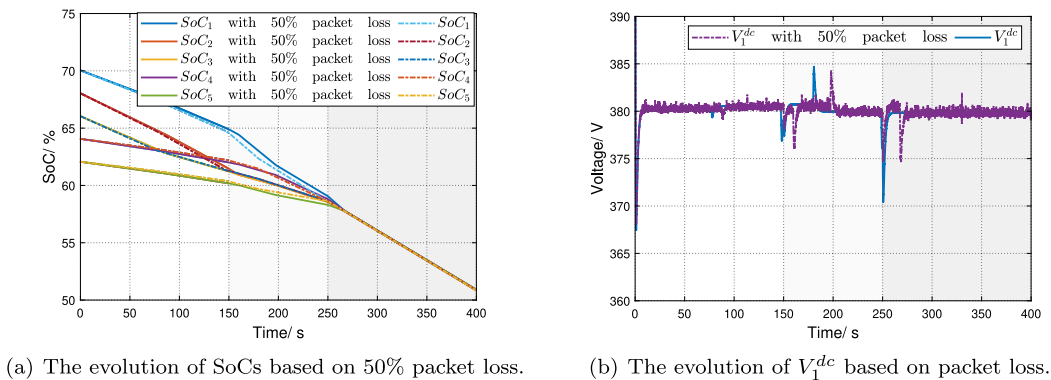 75
70
65
60
55
50
SoC/ %
0 50 100 150 200 250 300 350 400
Time/ s
SoC₁ with 50% packet loss SoC₁
SoC₂ with 50% packet loss SoC₂
SoC₃ with 50% packet loss SoC₃
SoC₄ with 50% packet loss SoC₄
SoC₅ with 50% packet loss SoC₅
(a) The evolution of SoCs based on 50% packet loss.
390
385
380
375
370
365
360
Voltage/ V
0 50 100 150 200 250 300 350 400
Time/ s
V₁ᵈᶜ with 50% packet loss V₁ᵈᶜ
(b) The evolution of V₁ᵈᶜ based on packet loss.